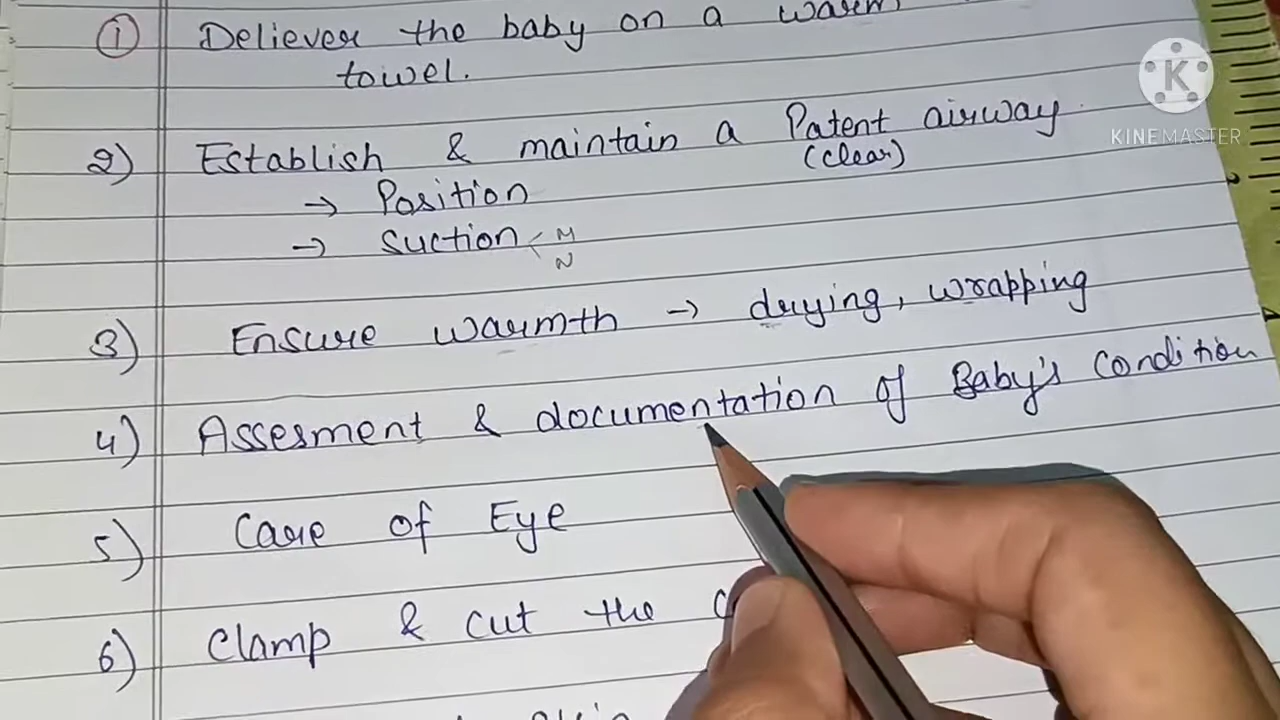 ① Deliever the baby on a warm
towel.
KINEMASTER
2) Establish & maintain a Patent airway
(clear)
→ Position
→ Suction < M
N
3) Ensure warmth → drying, wrapping
4) Assesment & documentation of Baby's Condition
5) Care of Eye
6) Clamp & cut the